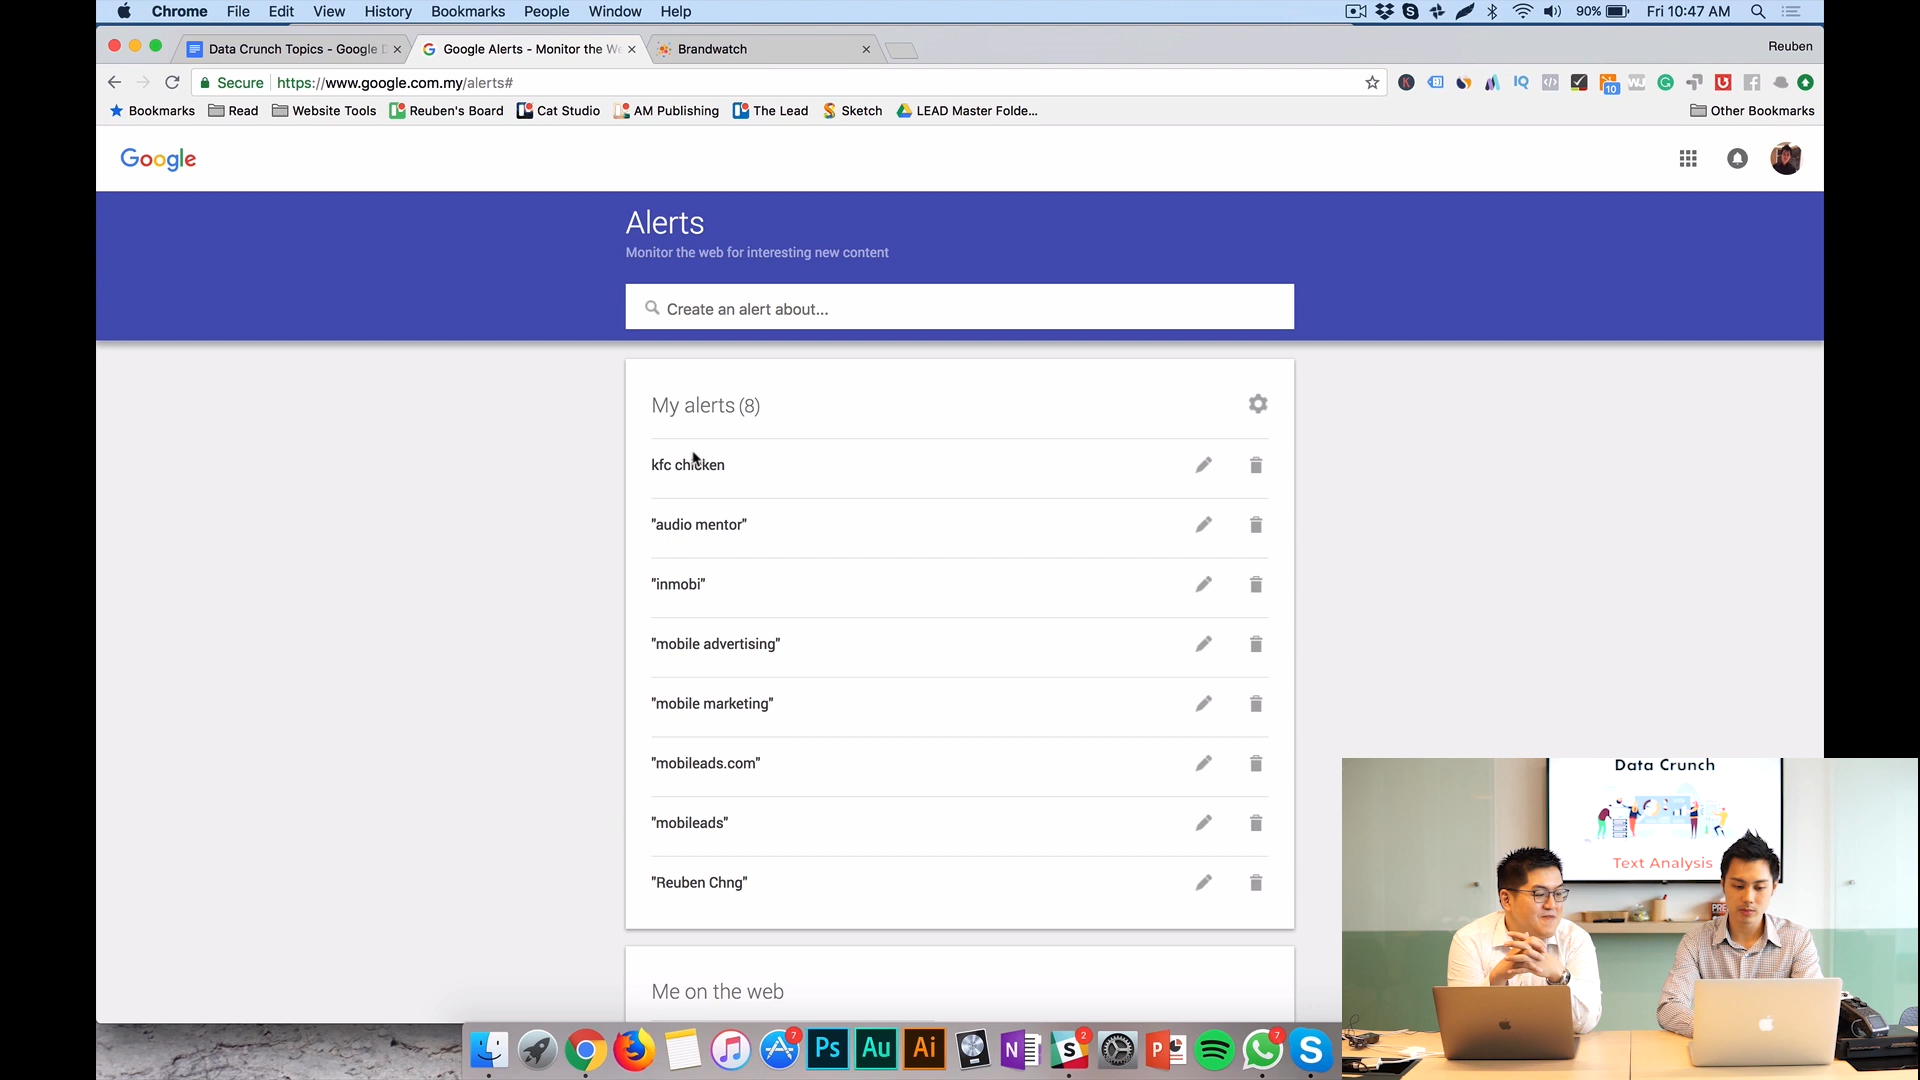 Chrome File Edit View History Bookmarks People Window Help 90% Fri 10:47 AM
Data Crunch Topics - Google D Google Alerts - Monitor the We Brandwatch Reuben
Secure https://www.google.com.my/alerts#
Bookmarks Read Website Tools Reuben's Board Cat Studio AM Publishing The Lead Sketch LEAD Master Folde... Other Bookmarks
Google
Alerts
Monitor the web for interesting new content
Create an alert about...
My alerts (8)
kfc chicken
"audio mentor"
"inmobi"
"mobile advertising"
"mobile marketing"
"mobileads.com"
"mobileads"
"Reuben Chng"
Me on the web
Data Crunch
Text Analysis